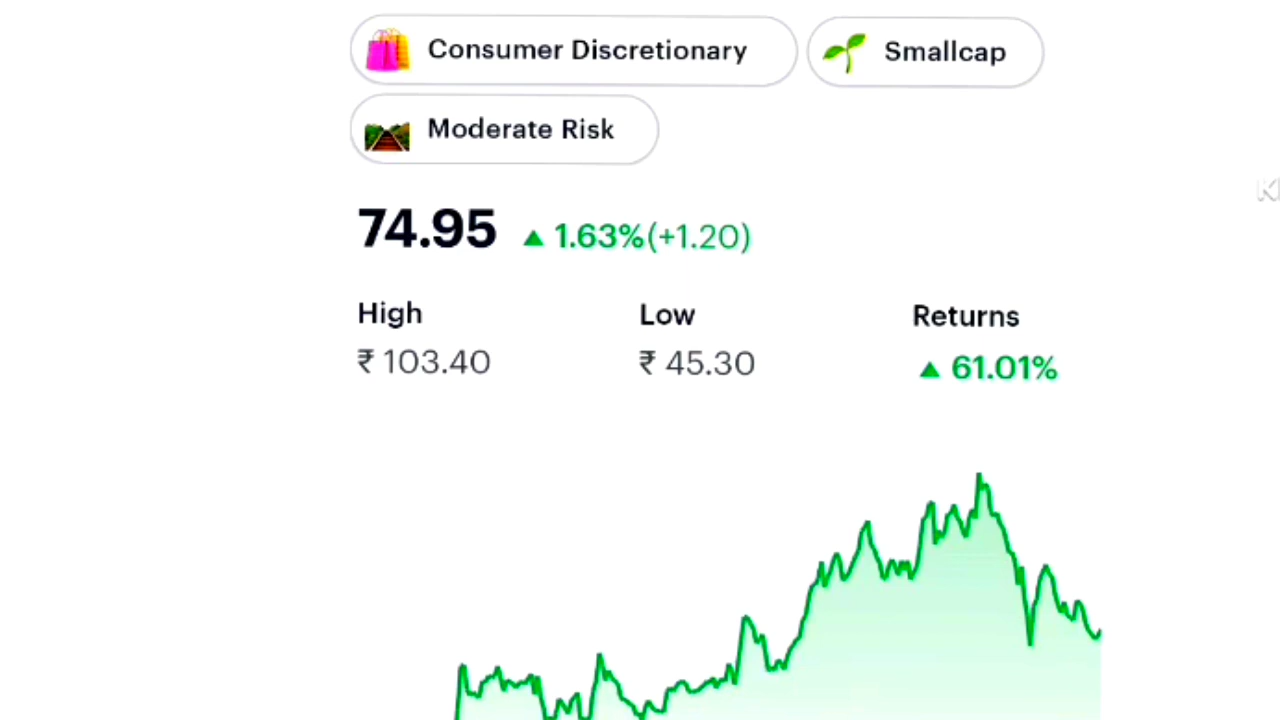 Consumer Discretionary Smallcap
Moderate Risk
74.95 ▲ 1.63%(+1.20)
High Low Returns
₹ 103.40 ₹ 45.30 ▲ 61.01%